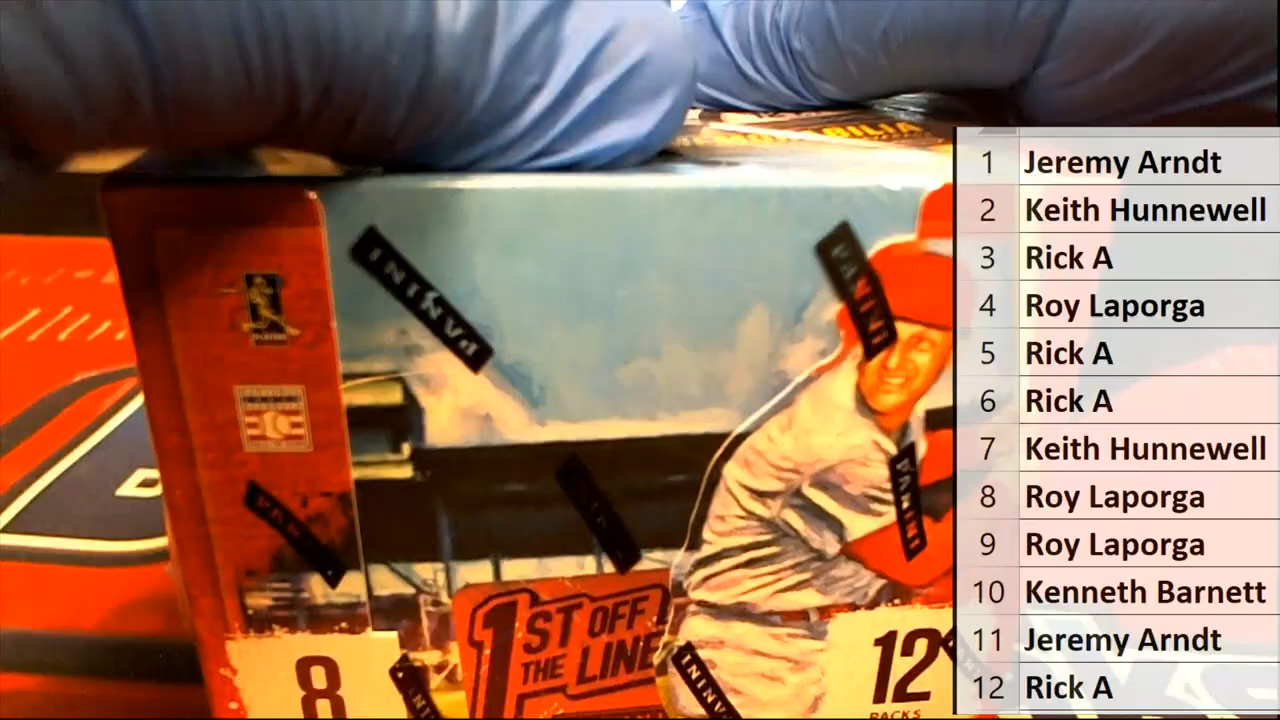 1 Jeremy Arndt
2 Keith Hunnewell
3 Rick A
4 Roy Laporga
5 Rick A
6 Rick A
7 Keith Hunnewell
8 Roy Laporga
9 Roy Laporga
10 Kenneth Barnett
11 Jeremy Arndt
12 Rick A
PANINI
PANINI
PANINI
PANINI
PANINI
1ST OFF
THE LINE
8
12
PACKS